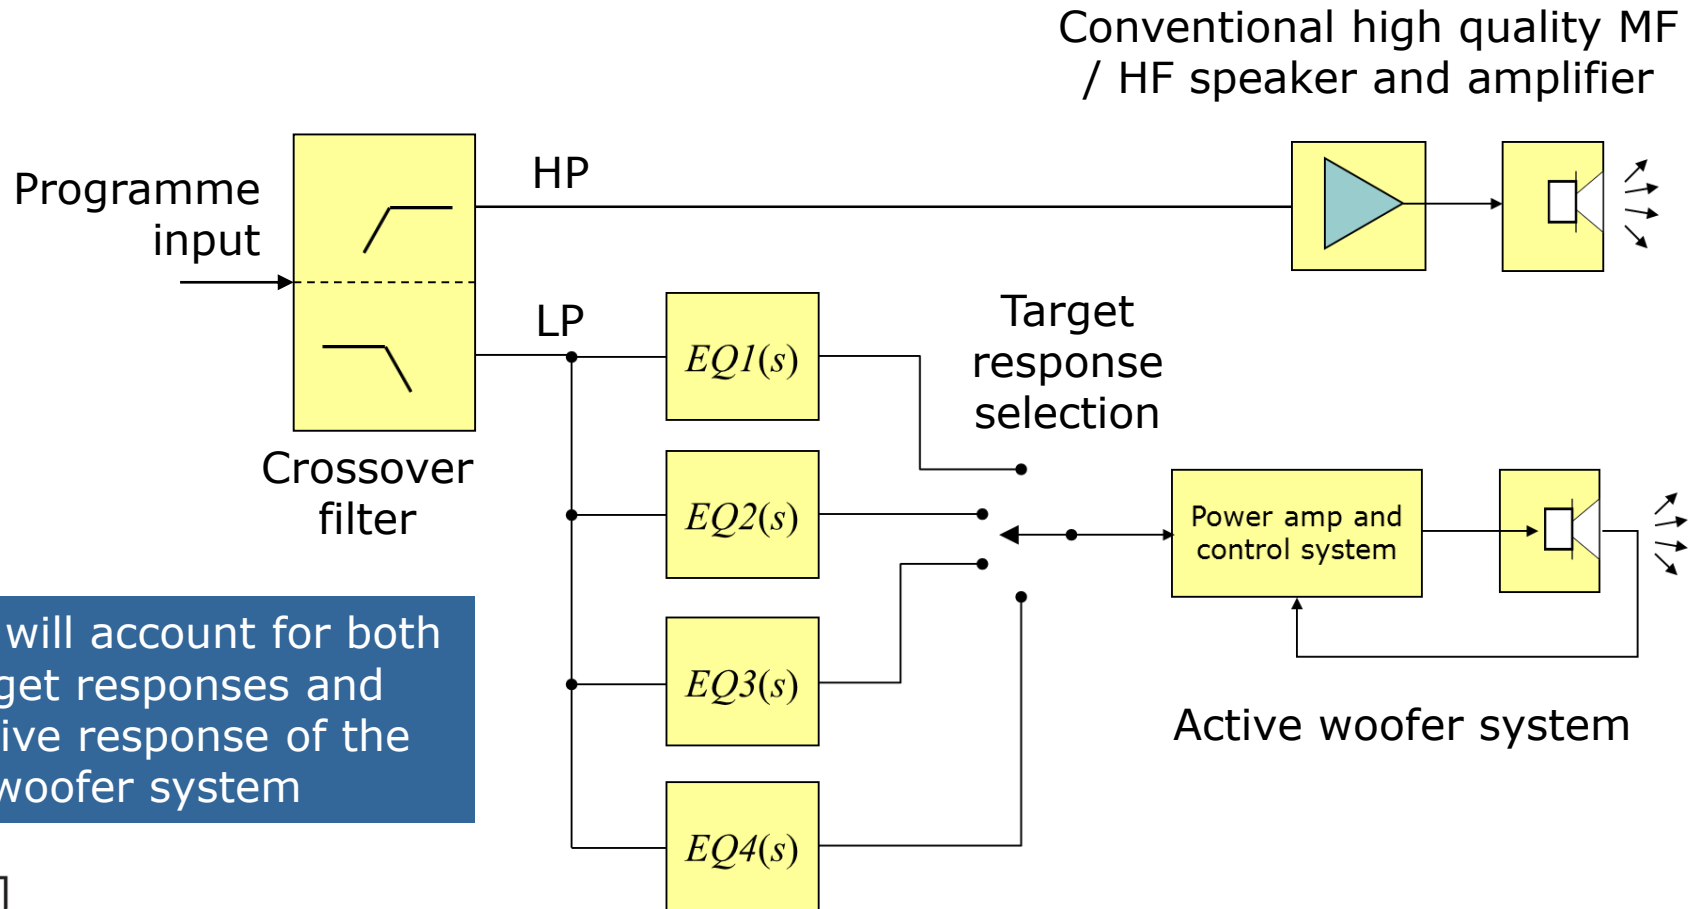 Conventional high quality MF
/ HF speaker and amplifier
Programme
input
HP
LP
Crossover
filter
EQ1(s)
EQ2(s)
EQ3(s)
EQ4(s)
Target
response
selection
Power amp and
control system
Active woofer system
will account for both
get responses and
ive response of the
woofer system
]